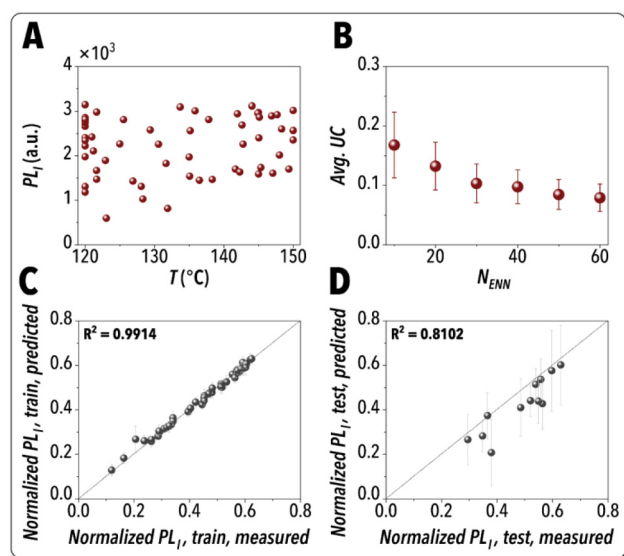 A
B
×10³
4
3
2
1
0
PL_I (a.u.)
120
130
140
150
T (°C)
0.3
0.2
0.1
0.0
Avg. UC
0
20
40
60
N_ENN
C
D
R² = 0.9914
0.8
0.6
0.4
0.2
0.0
Normalized PL_I, train, predicted
0.0
0.2
0.4
0.6
0.8
Normalized PL_I, train, measured
R² = 0.8102
0.8
0.6
0.4
0.2
0.0
Normalized PL_I, test, predicted
0.0
0.2
0.4
0.6
0.8
Normalized PL_I, test, measured